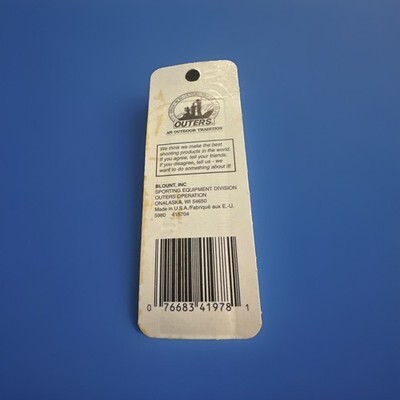 OUTERS
AN OUTDOOR TRADITION
We think we make the best
shooting products in the world.
If you agree, tell your friends.
If you disagree, tell us - we
want to do something about it!
BLOUNT, INC
SPORTING EQUIPMENT DIVISION
OUTERS OPERATION
ONALASKA, WI 54650
Made in U.S.A./Fabriqué aux E.-U.
5980 415704
0 76683 41978 1